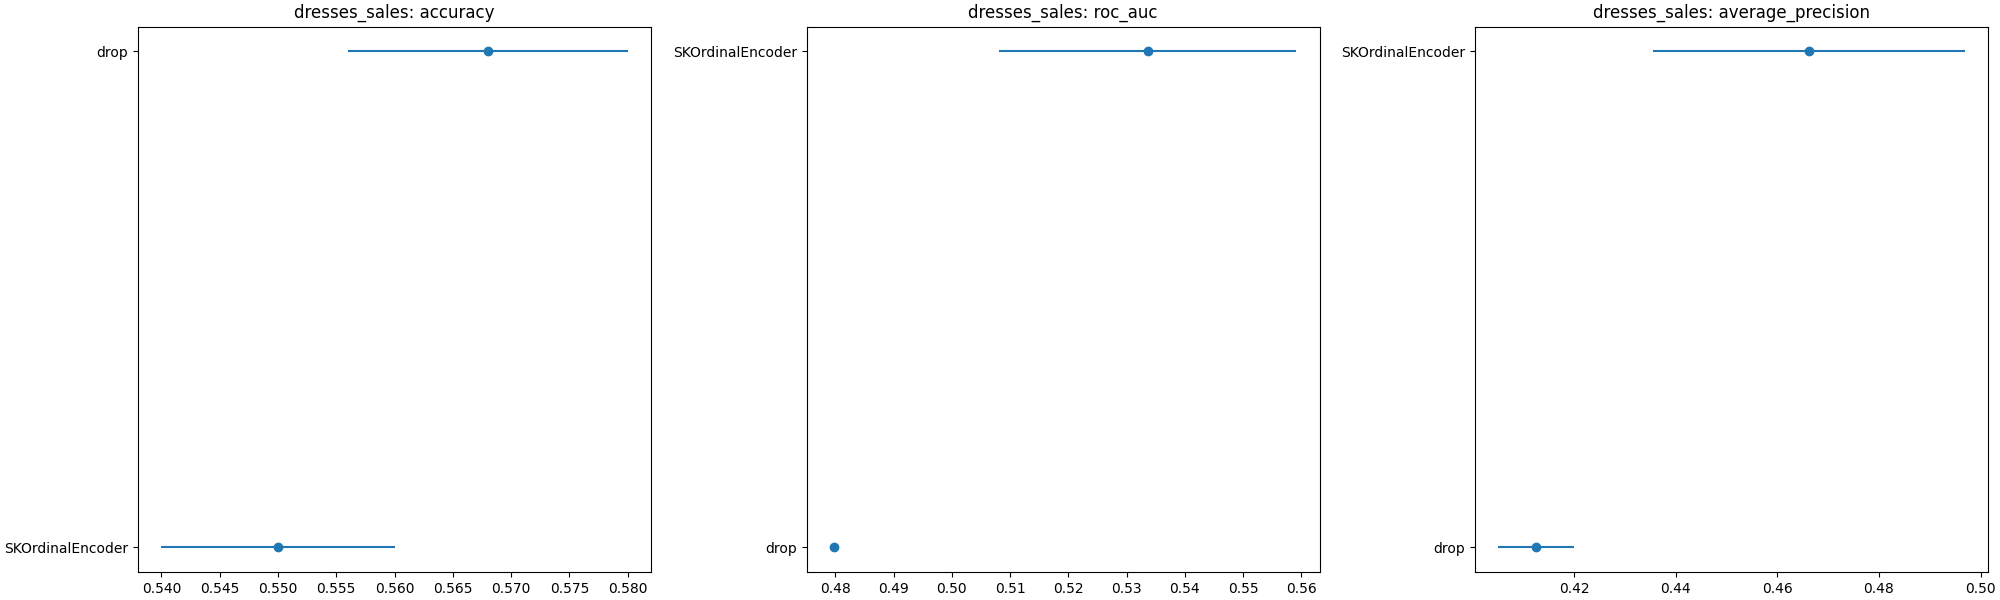 dresses_sales: accuracy
drop
SKOrdinalEncoder
0.540 0.545 0.550 0.555 0.560 0.565 0.570 0.575 0.580
dresses_sales: roc_auc
SKOrdinalEncoder
drop
0.48 0.49 0.50 0.51 0.52 0.53 0.54 0.55 0.56
dresses_sales: average_precision
SKOrdinalEncoder
drop
0.42 0.44 0.46 0.48 0.50